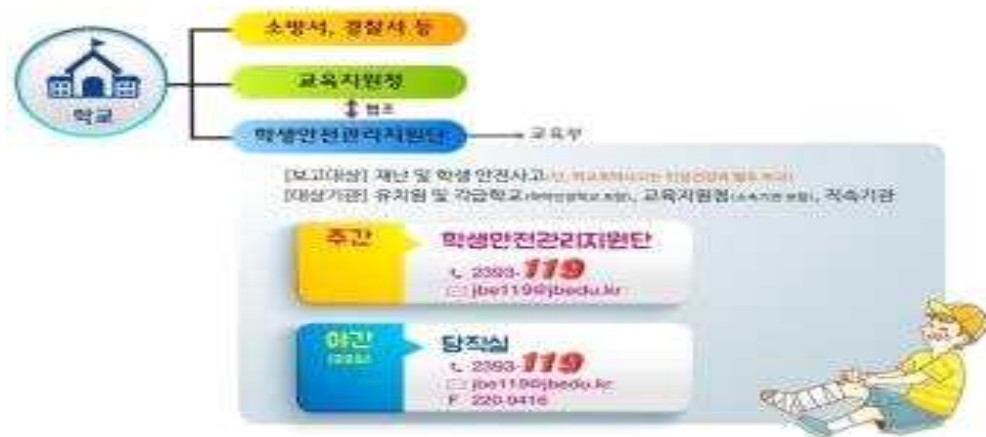 소방서, 경찰서 등
교육지원청
협조
학교
학생안전관리지원단
교육부
[보고대상] 재난 및 학생 안전사고
[대상기관] 유치원 및 각급학교, 교육지원청, 직속기관
주간
학생안전관리지원단
2393-119
jbe119@jbedu.kr
야간
당직실
2393-119
jbe119@jbedu.kr
F 220-9416